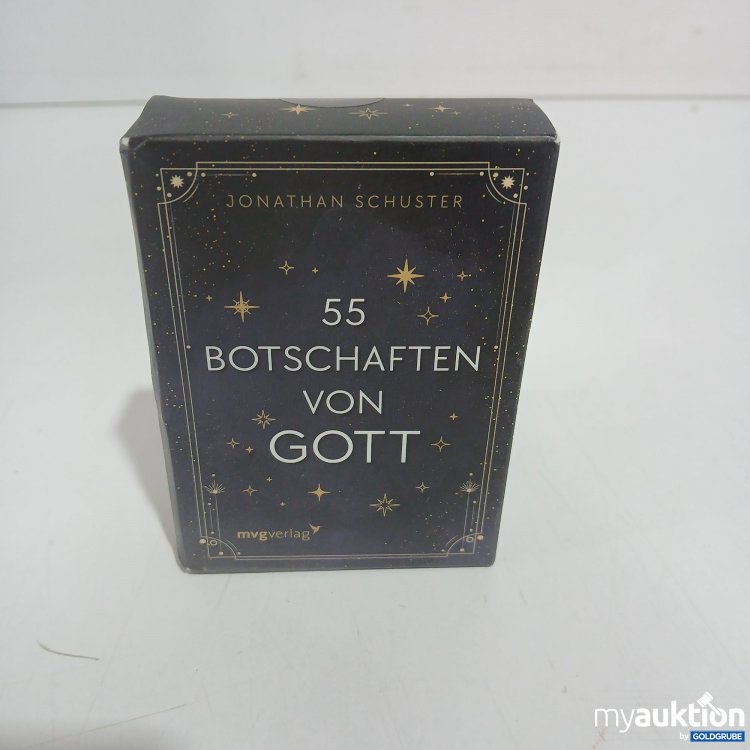 JONATHAN SCHUSTER
55
BOTSCHAFTEN
VON
GOTT
mvgverlag
myauktion
by GOLDGRUBE